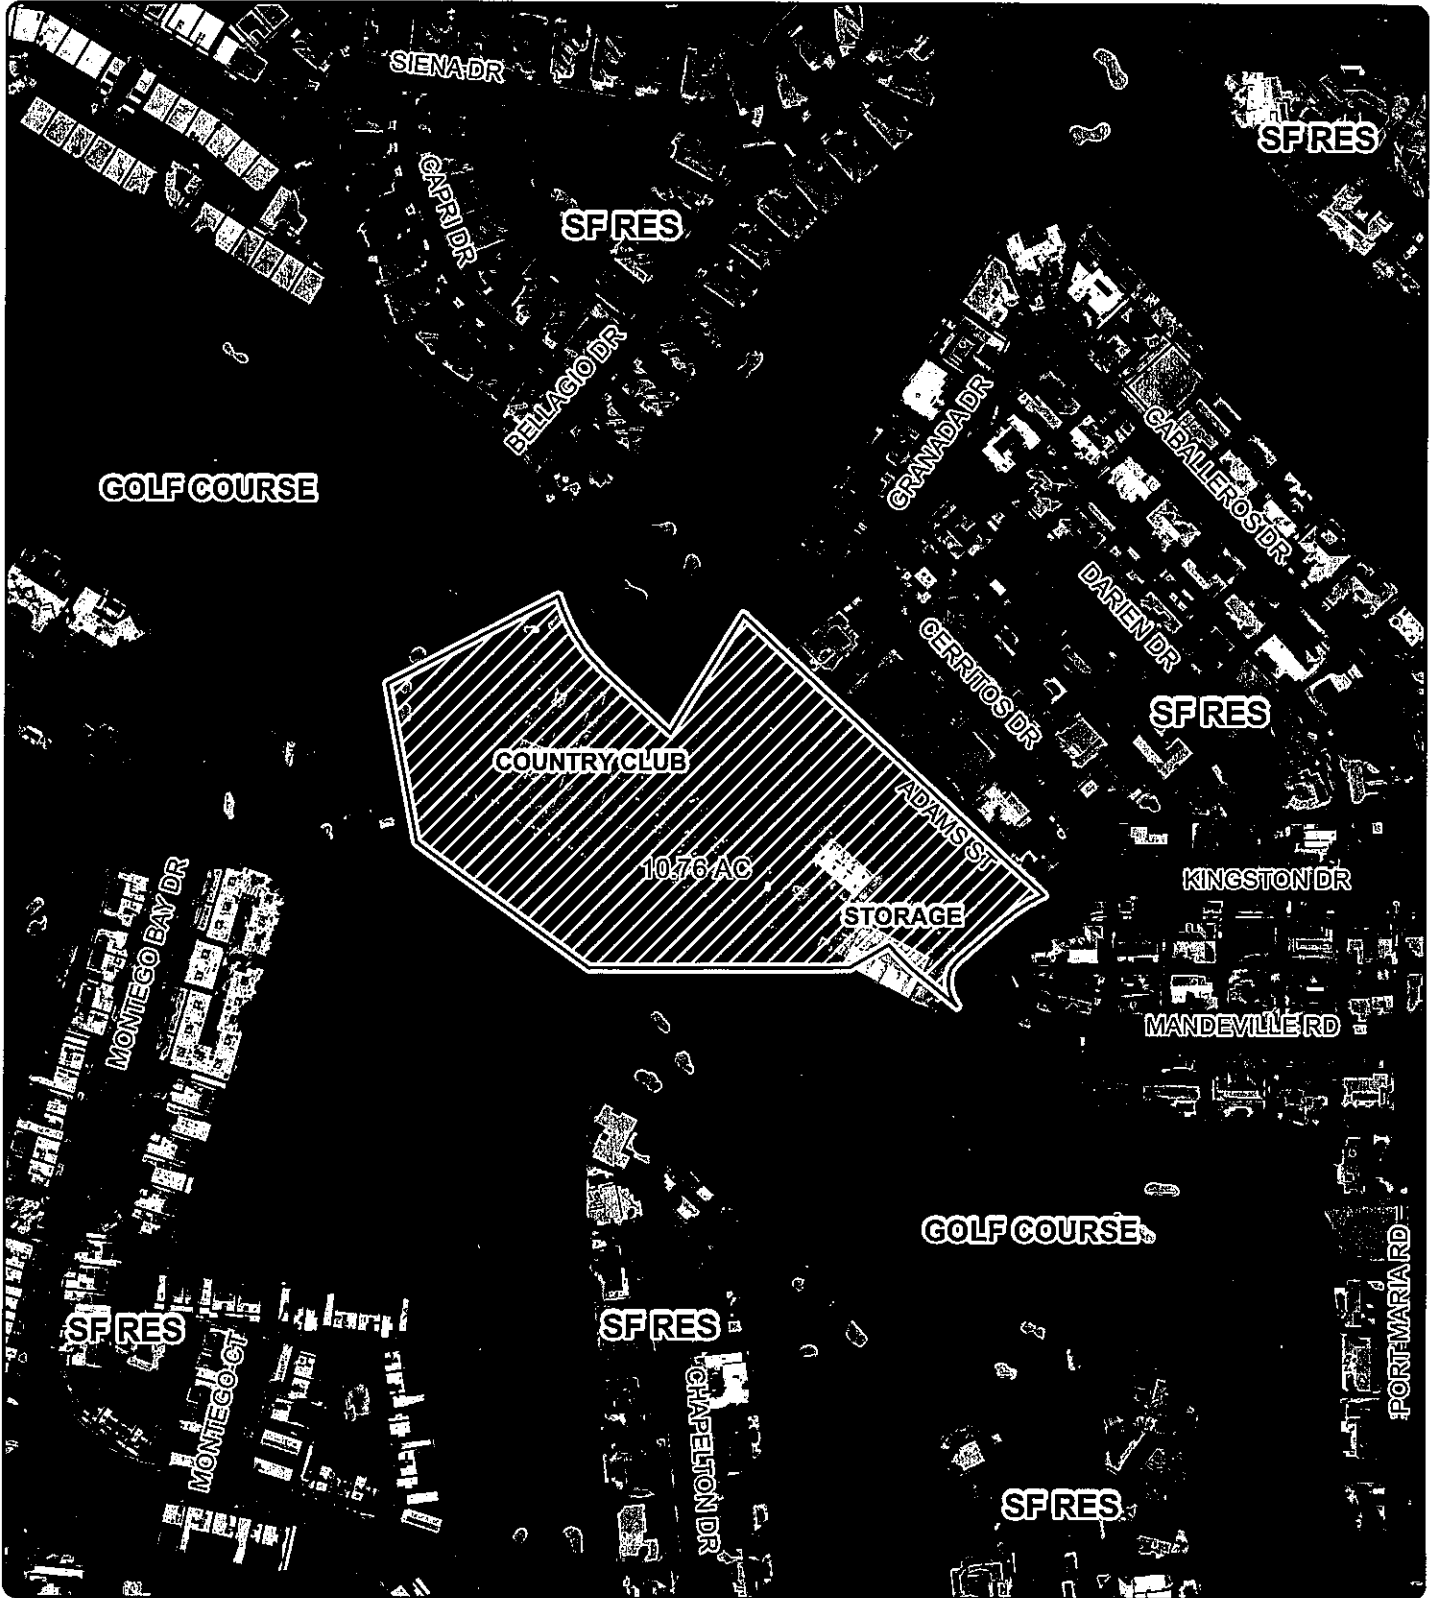 SIENA DR
SF RES
CAPRI DR
SF RES
BELLAGIO DR
GRANADA DR
CABALLEROS DR
GOLF COURSE
DARIEN DR
CERRITOS DR
SF RES
COUNTRY CLUB
ADAMS ST
10.76 AC
KINGSTON DR
STORAGE
MONTEGO BAY DR
MANDEVILLE RD
GOLF COURSE
PORT MARIA RD
SF RES
SF RES
MONTEGO CT
CHAPELTON DR
SF RES